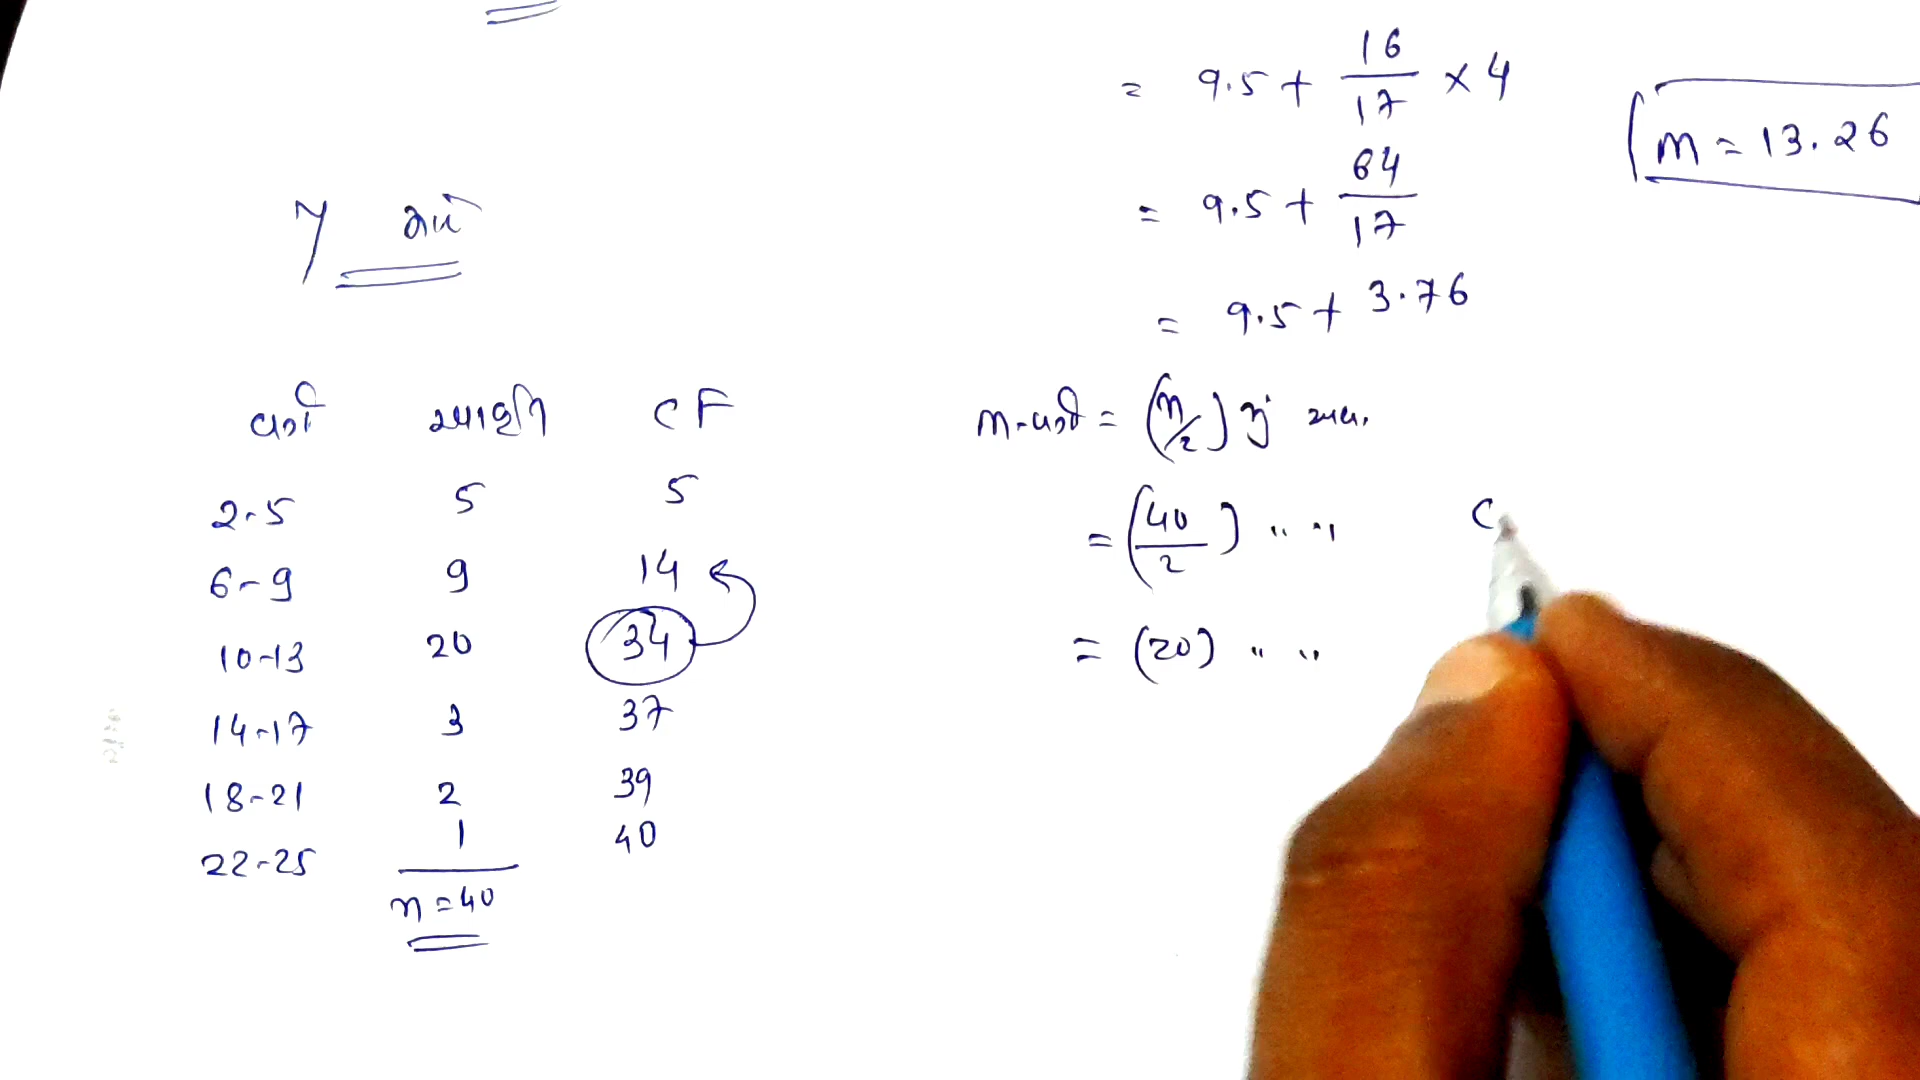 = 9.5 + 16/17 × 4
m = 13.26
= 9.5 + 64/17
= 9.5 + 3.76
y માટે
વર્ગ આવૃત્તિ CF
2-5 5 5
6-9 9 14
10-13 20 34
14-17 3 37
18-21 2 39
22-25 1 40
n = 40
m-વર્ગ = (n/2) નું અવ.
= (40/2) " "
= (20) " "
C